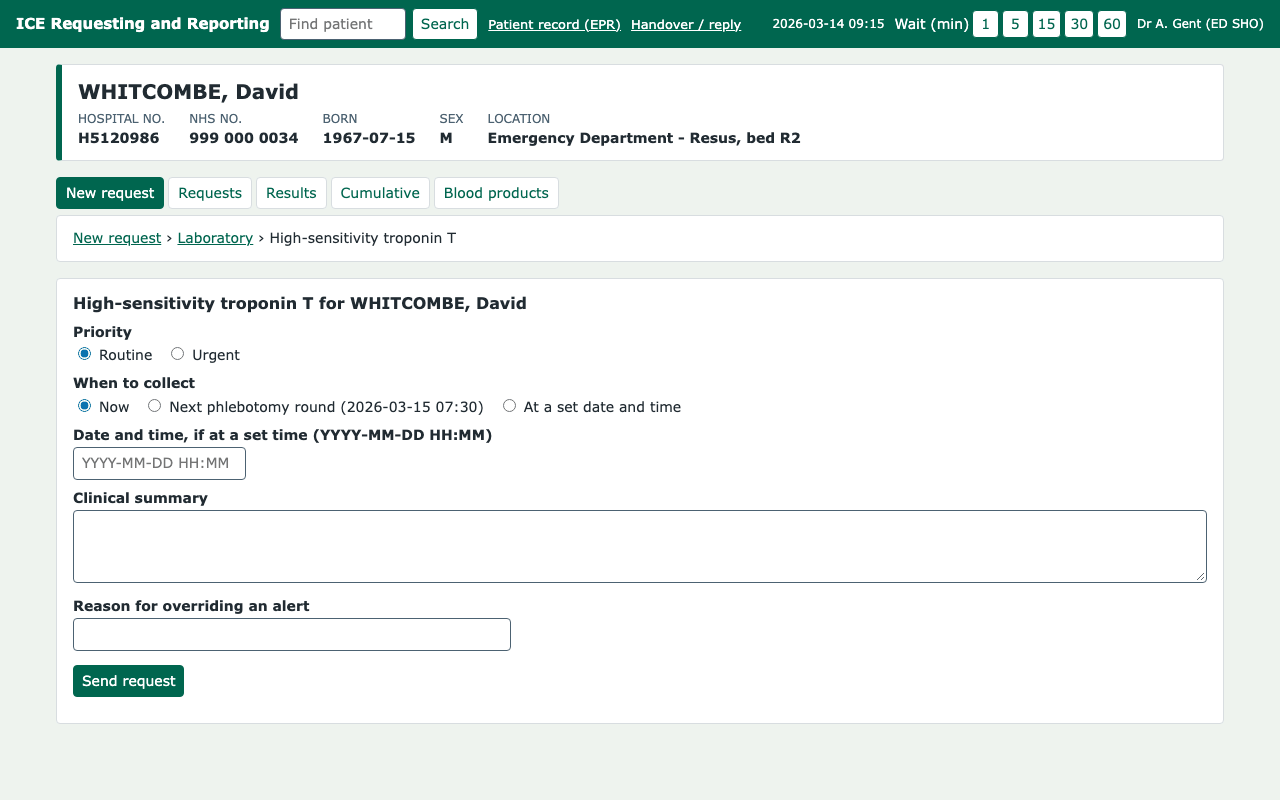 ICE Requesting and Reporting Find patient Search Patient record (EPR) Handover / reply 2026-03-14 09:15 Wait (min) 1 5 15 30 60 Dr A. Gent (ED SHO)
WHITCOMBE, David
HOSPITAL NO. NHS NO. BORN SEX LOCATION
H5120986 999 000 0034 1967-07-15 M Emergency Department - Resus, bed R2
New request Requests Results Cumulative Blood products
New request › Laboratory › High-sensitivity troponin T
High-sensitivity troponin T for WHITCOMBE, David
Priority
Routine Urgent
When to collect
Now Next phlebotomy round (2026-03-15 07:30) At a set date and time
Date and time, if at a set time (YYYY-MM-DD HH:MM)
YYYY-MM-DD HH:MM
Clinical summary
Reason for overriding an alert
Send request